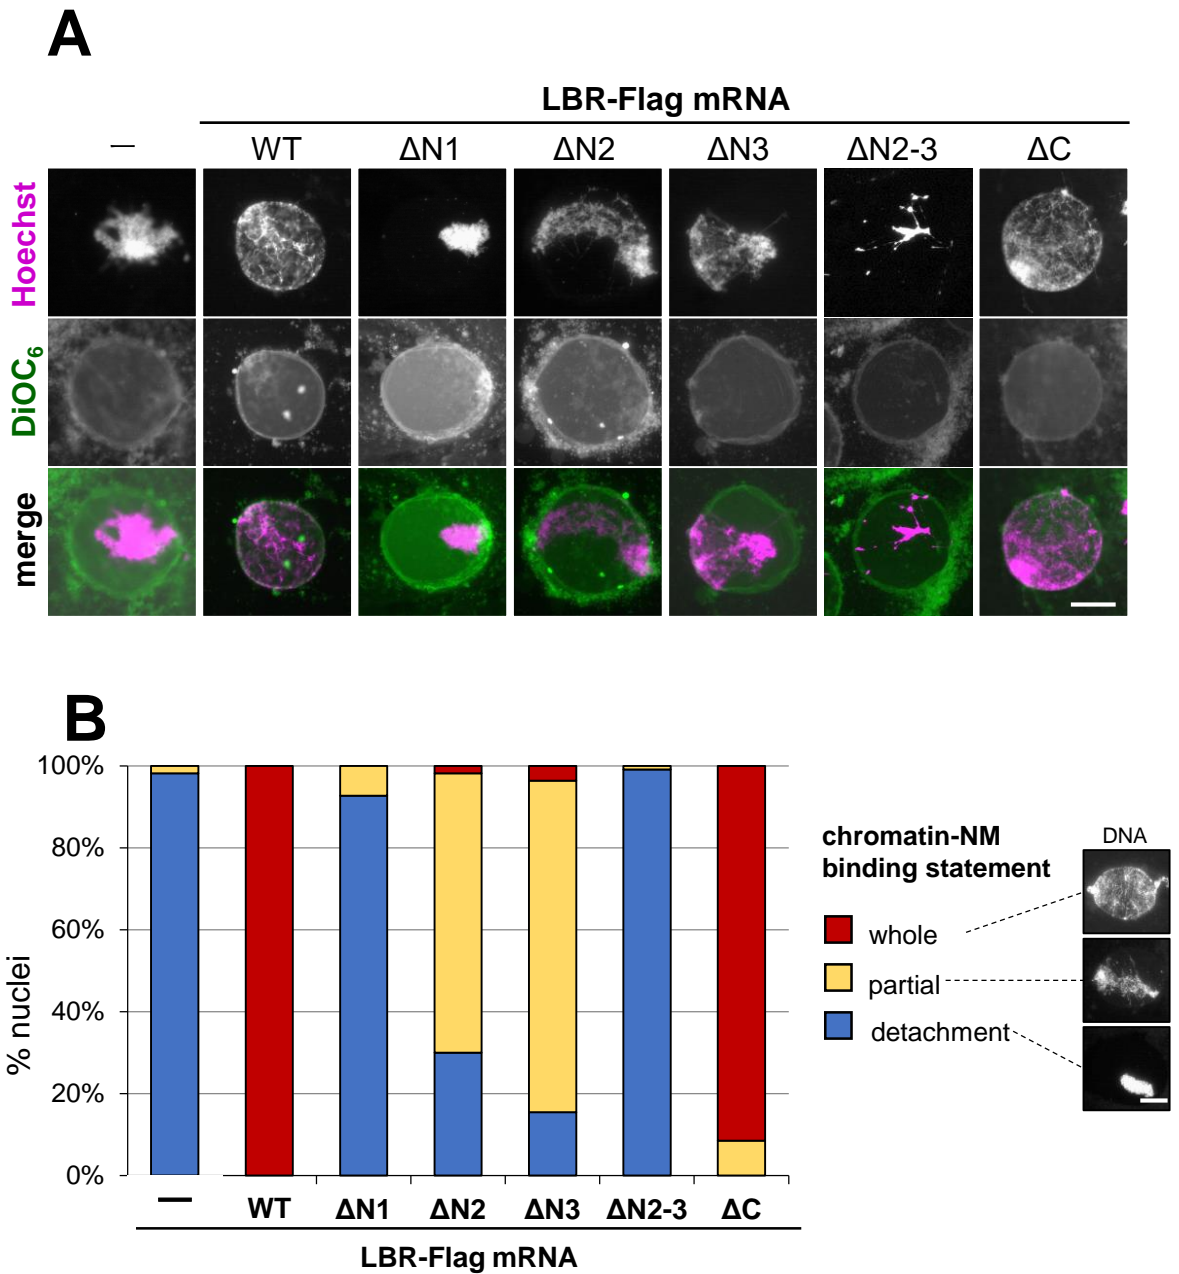 A
LBR-Flag mRNA
— WT ΔN1 ΔN2 ΔN3 ΔN2-3 ΔC
Hoechst
DiOC₆
merge
B
100%
80%
60%
40%
20%
0%
% nuclei
— WT ΔN1 ΔN2 ΔN3 ΔN2-3 ΔC
LBR-Flag mRNA
chromatin-NM
binding statement
DNA
whole
partial
detachment